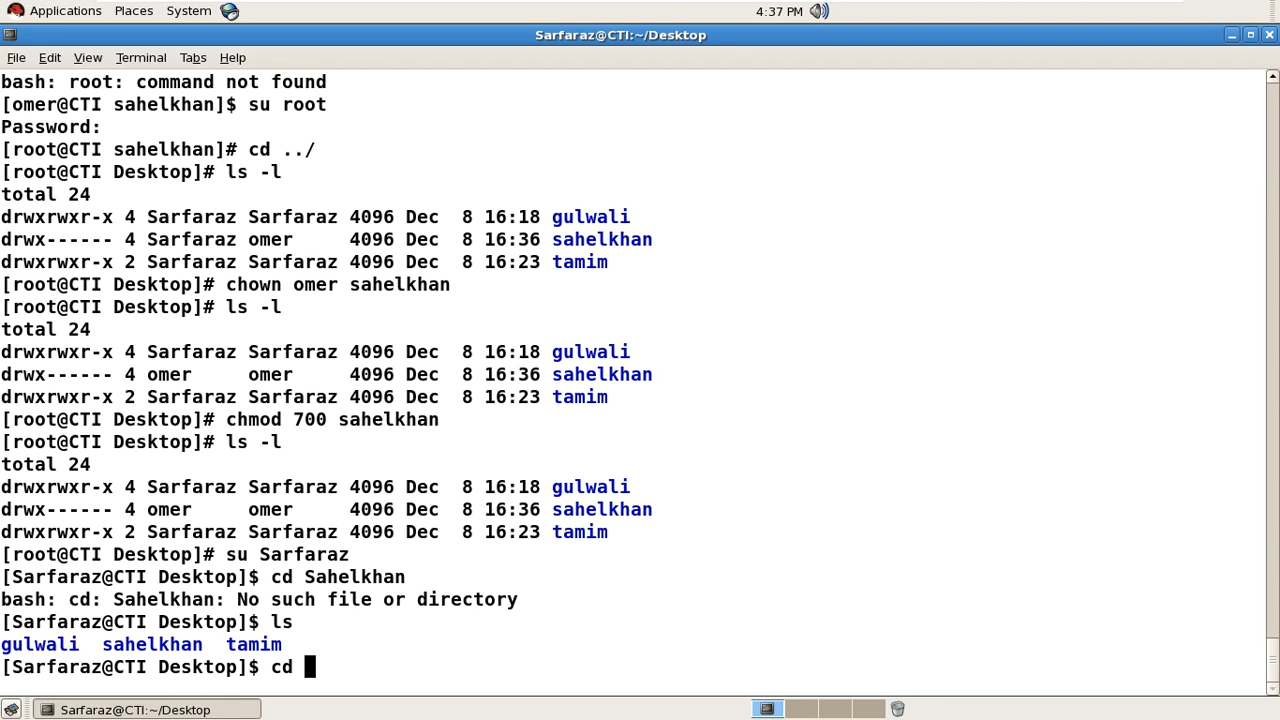 Applications Places System 4:37 PM
Sarfaraz@CTI:~/Desktop
File Edit View Terminal Tabs Help
bash: root: command not found
[omer@CTI sahelkhan]$ su root
Password:
[root@CTI sahelkhan]# cd ../
[root@CTI Desktop]# ls -l
total 24
drwxrwxr-x 4 Sarfaraz Sarfaraz 4096 Dec  8 16:18 gulwali
drwx------ 4 Sarfaraz omer     4096 Dec  8 16:36 sahelkhan
drwxrwxr-x 2 Sarfaraz Sarfaraz 4096 Dec  8 16:23 tamim
[root@CTI Desktop]# chown omer sahelkhan
[root@CTI Desktop]# ls -l
total 24
drwxrwxr-x 4 Sarfaraz Sarfaraz 4096 Dec  8 16:18 gulwali
drwx------ 4 omer     omer     4096 Dec  8 16:36 sahelkhan
drwxrwxr-x 2 Sarfaraz Sarfaraz 4096 Dec  8 16:23 tamim
[root@CTI Desktop]# chmod 700 sahelkhan
[root@CTI Desktop]# ls -l
total 24
drwxrwxr-x 4 Sarfaraz Sarfaraz 4096 Dec  8 16:18 gulwali
drwx------ 4 omer     omer     4096 Dec  8 16:36 sahelkhan
drwxrwxr-x 2 Sarfaraz Sarfaraz 4096 Dec  8 16:23 tamim
[root@CTI Desktop]# su Sarfaraz
[Sarfaraz@CTI Desktop]$ cd Sahelkhan
bash: cd: Sahelkhan: No such file or directory
[Sarfaraz@CTI Desktop]$ ls
gulwali  sahelkhan  tamim
[Sarfaraz@CTI Desktop]$ cd
Sarfaraz@CTI:~/Desktop